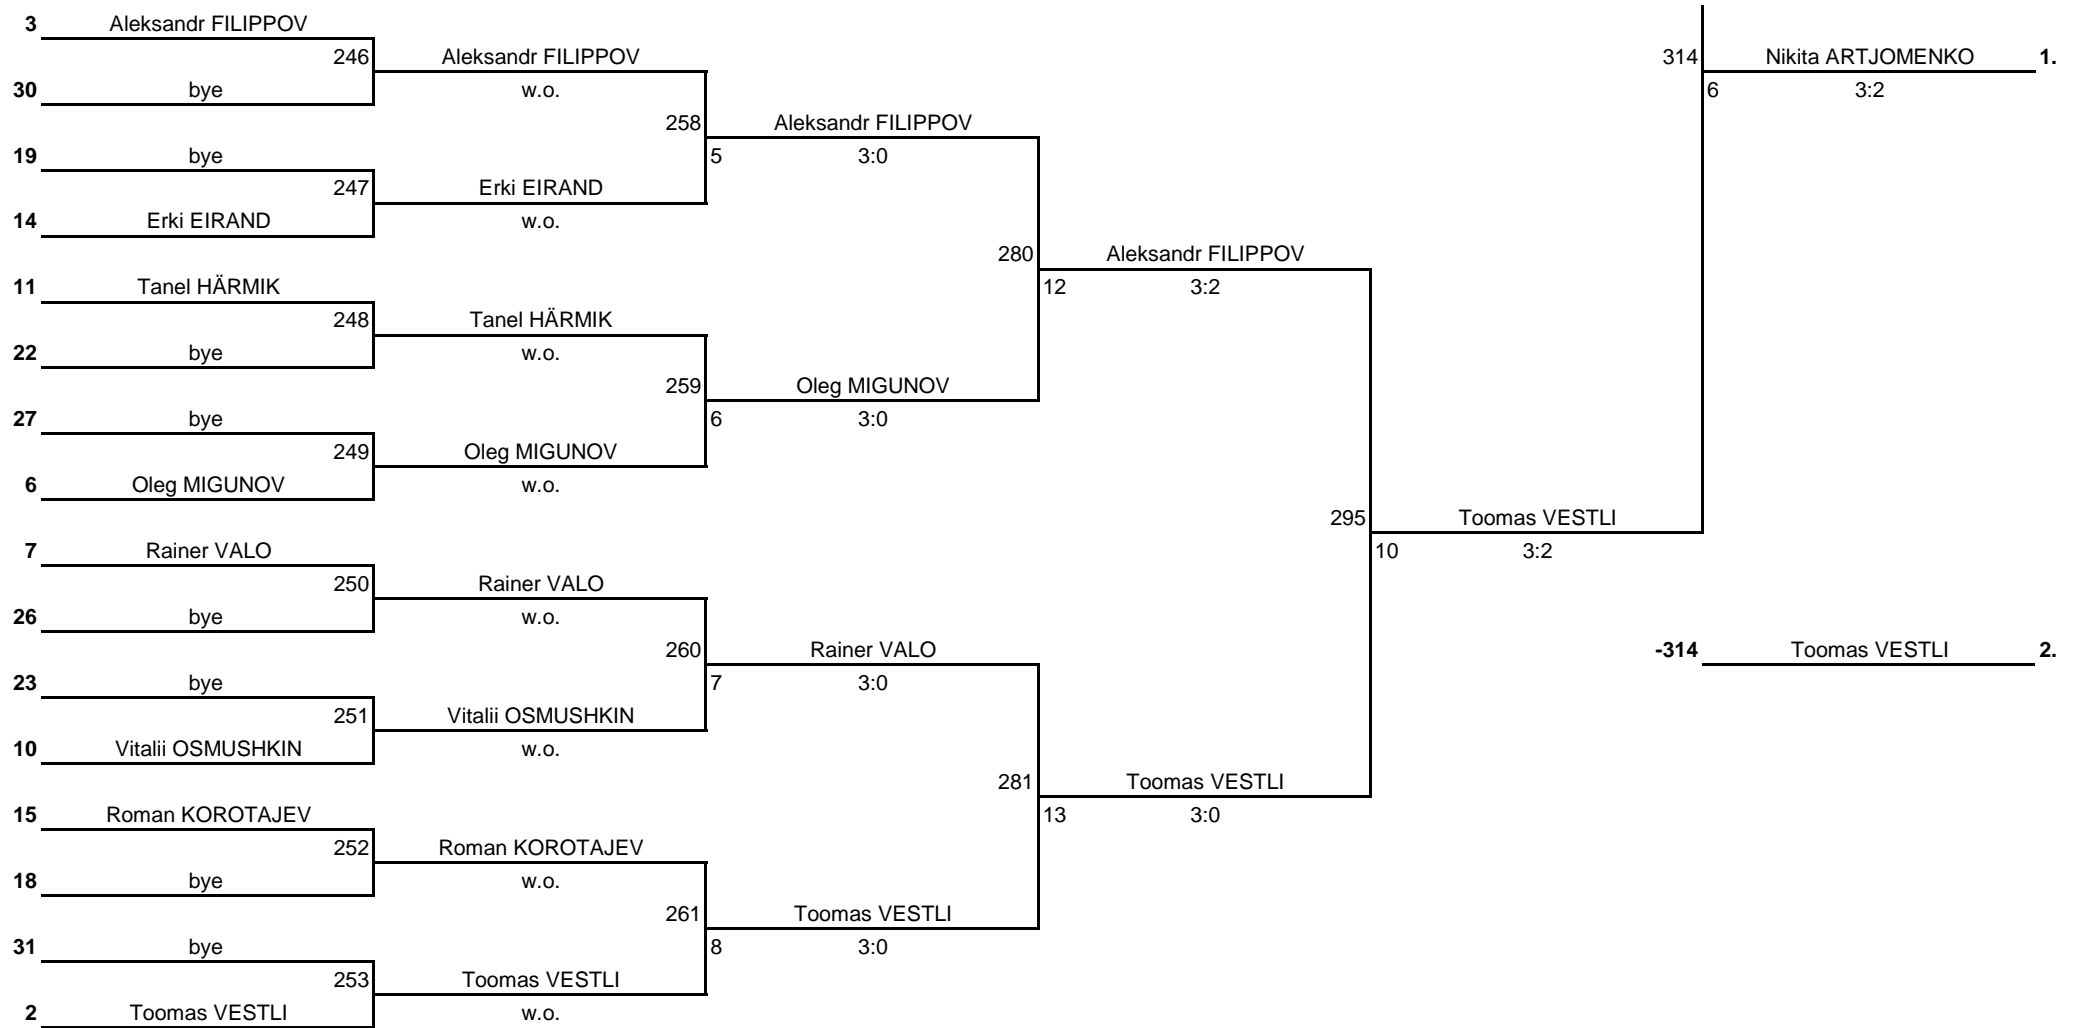 3 Aleksandr FILIPPOV
246 Aleksandr FILIPPOV 314 Nikita ARTJOMENKO 1.
30 bye w.o. 6 3:2
258 Aleksandr FILIPPOV
19 bye 5 3:0
247 Erki EIRAND
14 Erki EIRAND w.o.
280 Aleksandr FILIPPOV
11 Tanel HÄRMIK 12 3:2
248 Tanel HÄRMIK
22 bye w.o.
259 Oleg MIGUNOV
27 bye 6 3:0
249 Oleg MIGUNOV
6 Oleg MIGUNOV w.o.
295 Toomas VESTLI
7 Rainer VALO 10 3:2
250 Rainer VALO
26 bye w.o.
260 Rainer VALO -314 Toomas VESTLI 2.
23 bye 7 3:0
251 Vitalii OSMUSHKIN
10 Vitalii OSMUSHKIN w.o.
281 Toomas VESTLI
15 Roman KOROTAJEV 13 3:0
252 Roman KOROTAJEV
18 bye w.o.
261 Toomas VESTLI
31 bye 8 3:0
253 Toomas VESTLI
2 Toomas VESTLI w.o.